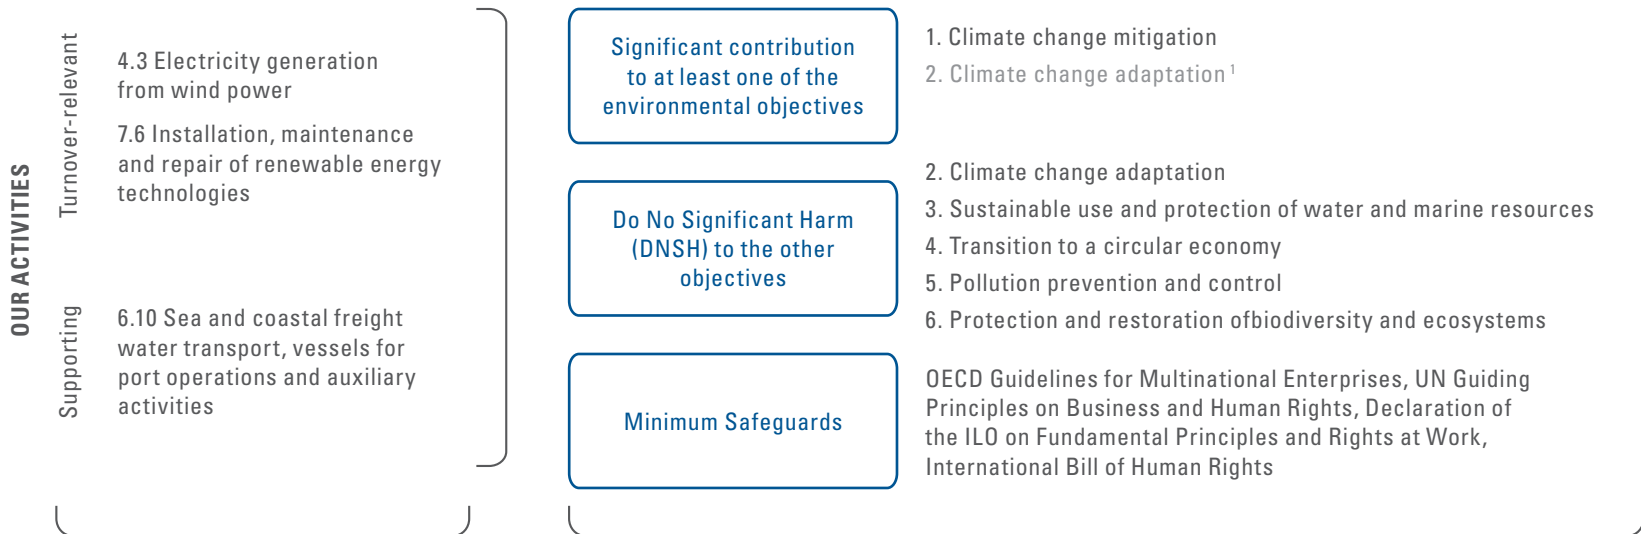 OUR ACTIVITIES
Turnover-relevant
4.3 Electricity generation
from wind power
7.6 Installation, maintenance
and repair of renewable energy
technologies
Supporting
6.10 Sea and coastal freight
water transport, vessels for
port operations and auxiliary
activities
Significant contribution
to at least one of the
environmental objectives
1. Climate change mitigation
2. Climate change adaptation ¹
Do No Significant Harm
(DNSH) to the other
objectives
2. Climate change adaptation
3. Sustainable use and protection of water and marine resources
4. Transition to a circular economy
5. Pollution prevention and control
6. Protection and restoration ofbiodiversity and ecosystems
Minimum Safeguards
OECD Guidelines for Multinational Enterprises, UN Guiding
Principles on Business and Human Rights, Declaration of
the ILO on Fundamental Principles and Rights at Work,
International Bill of Human Rights